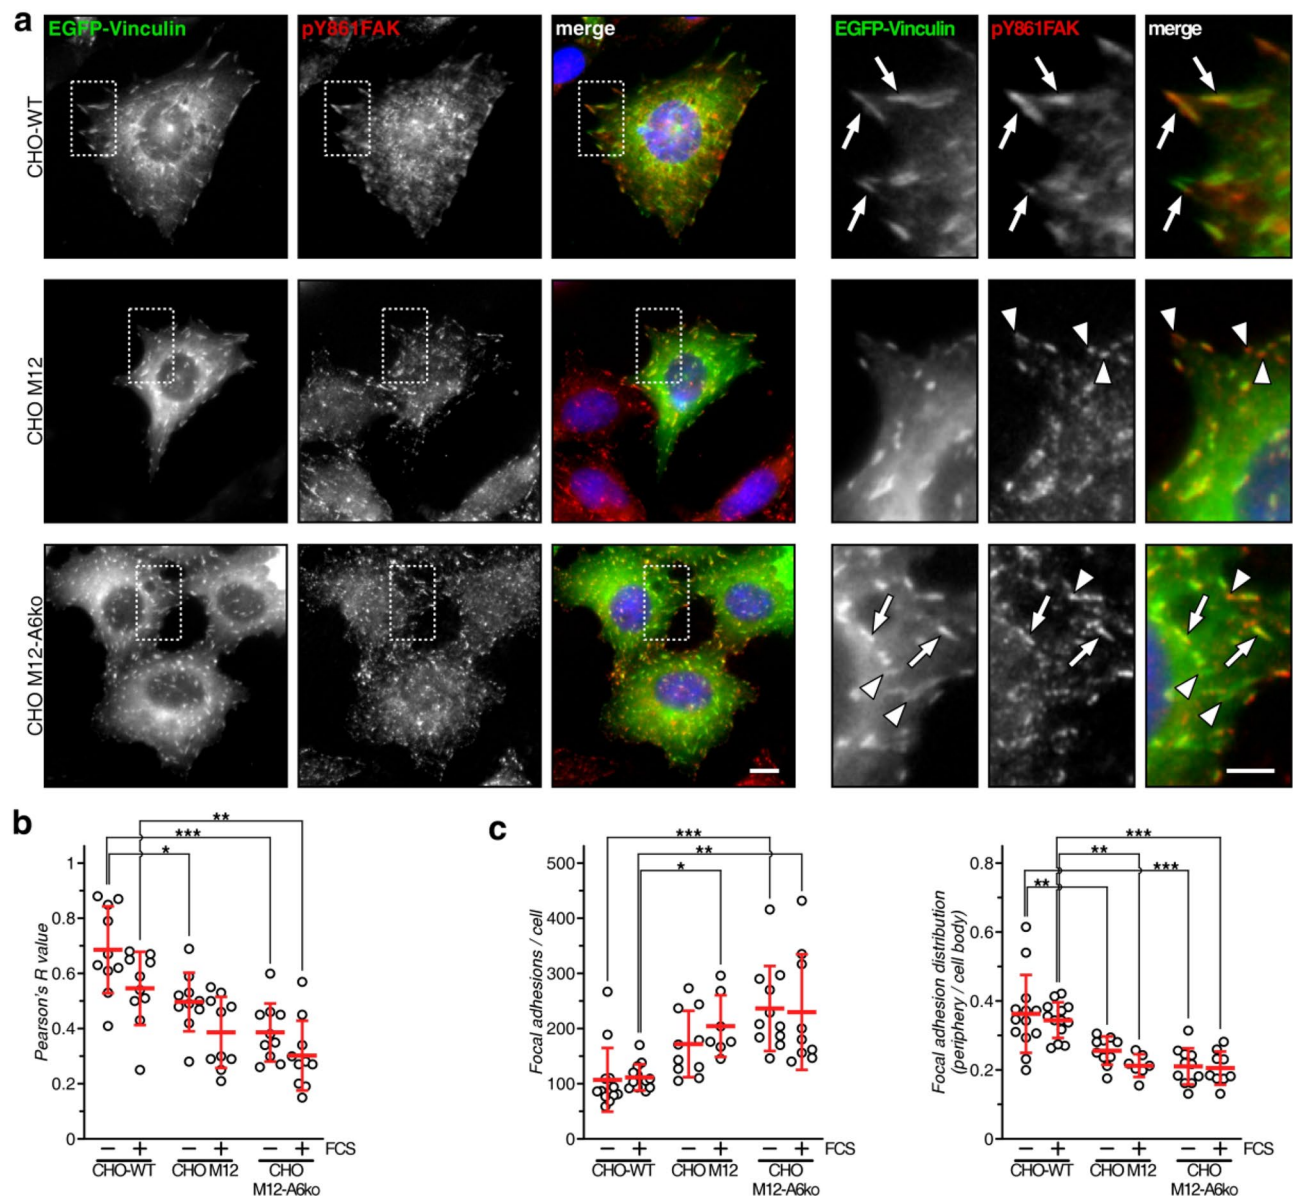 a
EGFP-Vinculin pY861FAK merge EGFP-Vinculin pY861FAK merge
CHO-WT
CHO M12
CHO M12-A6ko
b
Pearson's R value
1
0.8
0.6
0.4
0.2
0
*
***
**
− + − + − + FCS
CHO-WT CHO M12 CHO
M12-A6ko
c
Focal adhesions / cell
500
400
300
200
100
0
***
**
*
− + − + − + FCS
CHO-WT CHO M12 CHO
M12-A6ko
Focal adhesion distribution
(periphery / cell body)
0.8
0.6
0.4
0.2
0
***
**
***
**
− + − + − + FCS
CHO-WT CHO M12 CHO
M12-A6ko